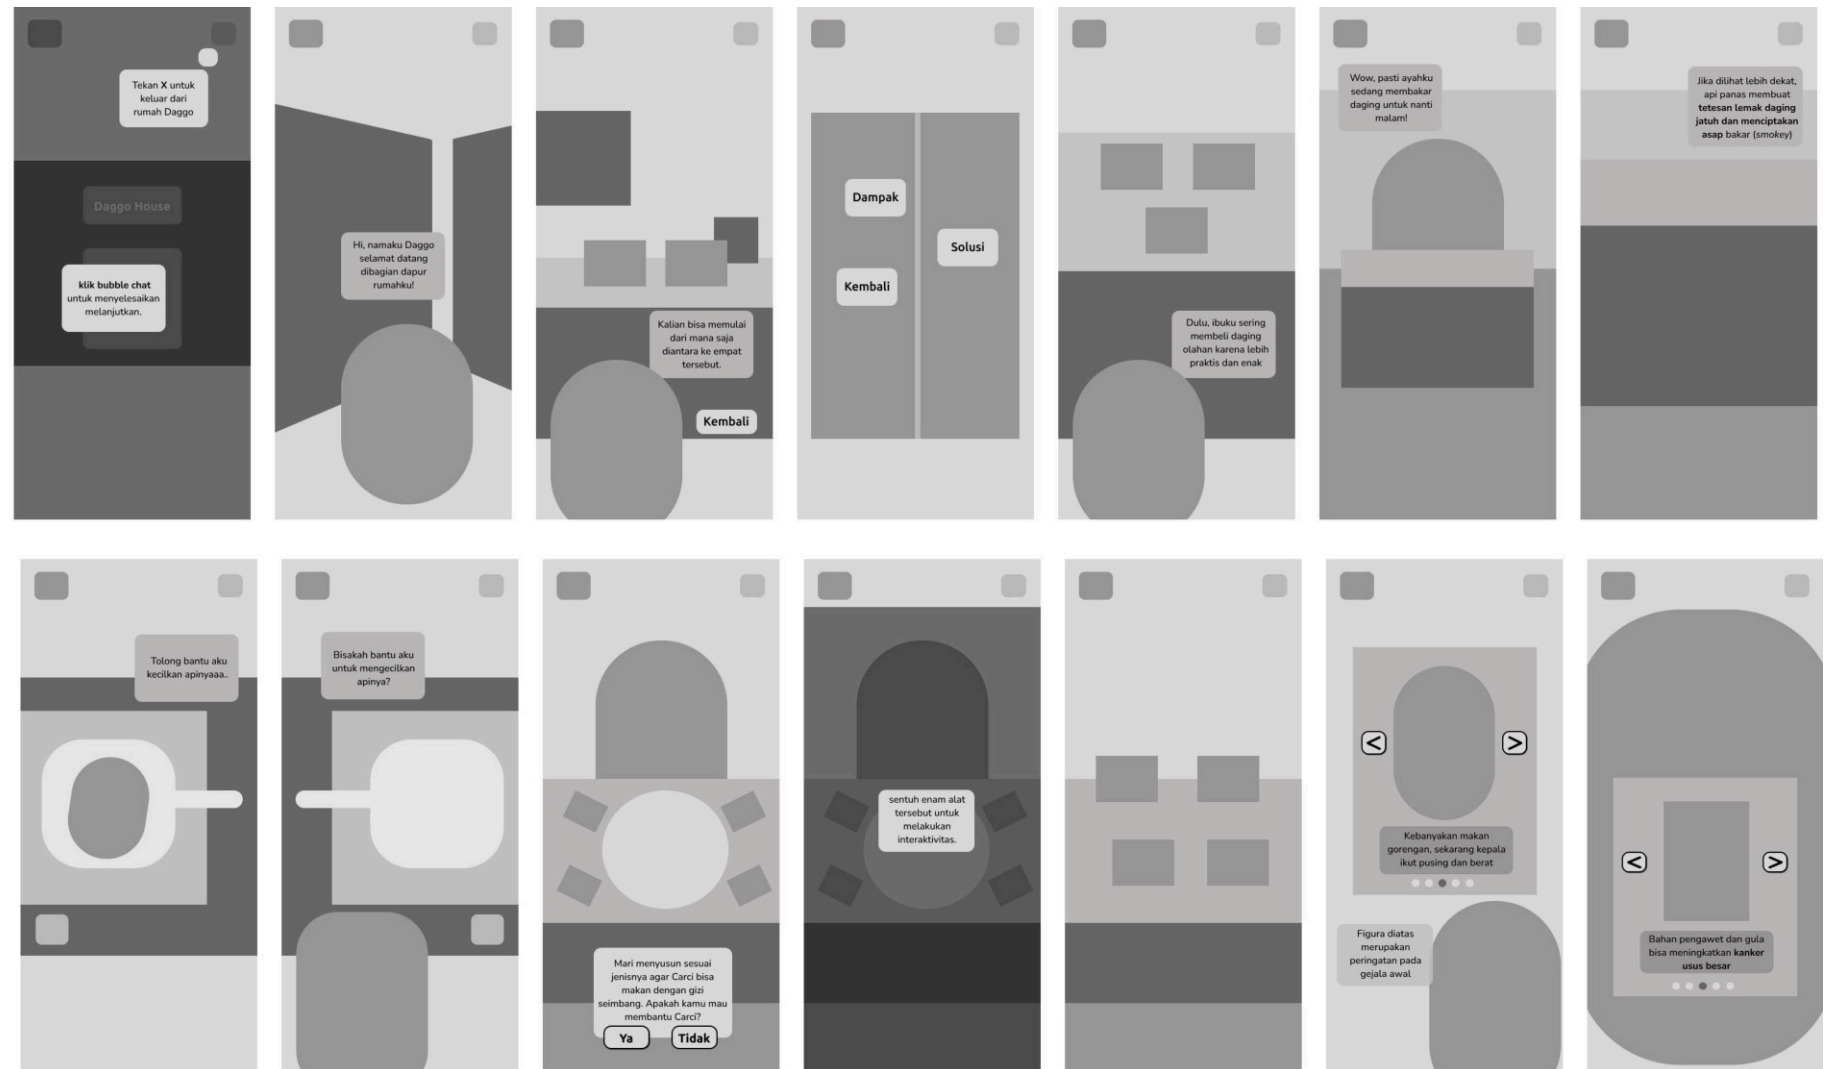 Tekan X untuk
keluar dari
rumah Daggo
Daggo House
klik bubble chat
untuk menyelesaikan
melanjutkan.
Hi, namaku Daggo
selamat datang
dibagian dapur
rumahku!
Kalian bisa memulai
dari mana saja
diantara ke empat
tersebut.
Kembali
Dampak
Solusi
Kembali
Dulu, ibuku sering
membeli daging
olahan karena lebih
praktis dan enak
Wow, pasti ayahku
sedang membakar
daging untuk nanti
malam!
Jika dilihat lebih dekat,
api panas membuat
tetesan lemak daging
jatuh dan menciptakan
asap bakar (smokey)
Tolong bantu aku
kecilkan apinyaaa..
Bisakah bantu aku
untuk mengecilkan
apinya?
Mari menyusun sesuai
jenisnya agar Carci bisa
makan dengan gizi
seimbang. Apakah kamu mau
membantu Carci?
Ya
Tidak
sentuh enam alat
tersebut untuk
melakukan
interaktivitas.
<
>
Kebanyakan makan
gorengan, sekarang kepala
ikut pusing dan berat
Figura diatas
merupakan
peringatan pada
gejala awal
<
>
Bahan pengawet dan gula
bisa meningkatkan kanker
usus besar